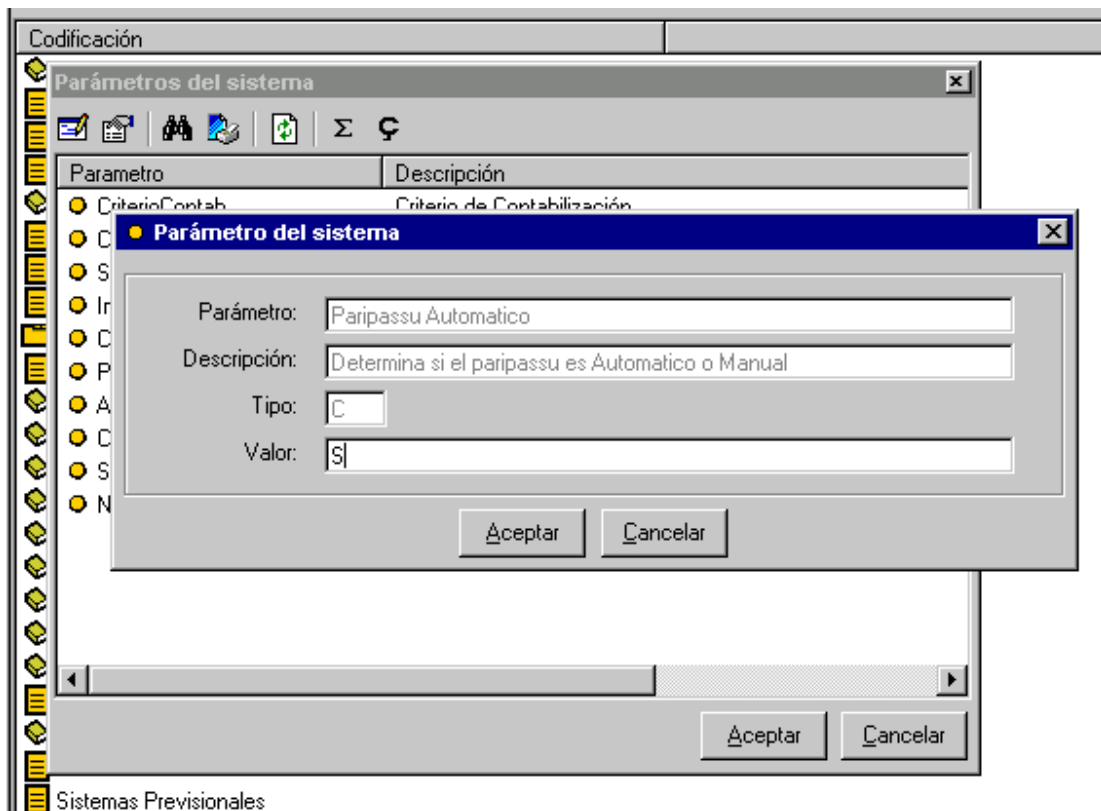 Codificación
Parámetros del sistema
Σ Ç
Parametro Descripción
CriterioContab Criterio de Contabilización
C
Parámetro del sistema
S
Parámetro: Paripassu Automatico
Ir
Descripción: Determina si el paripassu es Automatico o Manual
C
P
Tipo: C
A
C
Valor: S
S
N
Aceptar Cancelar
Aceptar Cancelar
Sistemas Previsionales